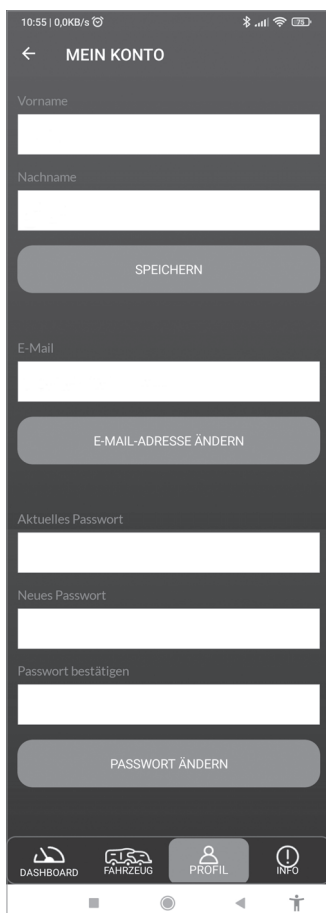 10:55 | 0,0KB/s
75
MEIN KONTO
Vorname
Nachname
SPEICHERN
E-Mail
E-MAIL-ADRESSE ÄNDERN
Aktuelles Passwort
Neues Passwort
Passwort bestätigen
PASSWORT ÄNDERN
DASHBOARD
FAHRZEUG
PROFIL
INFO